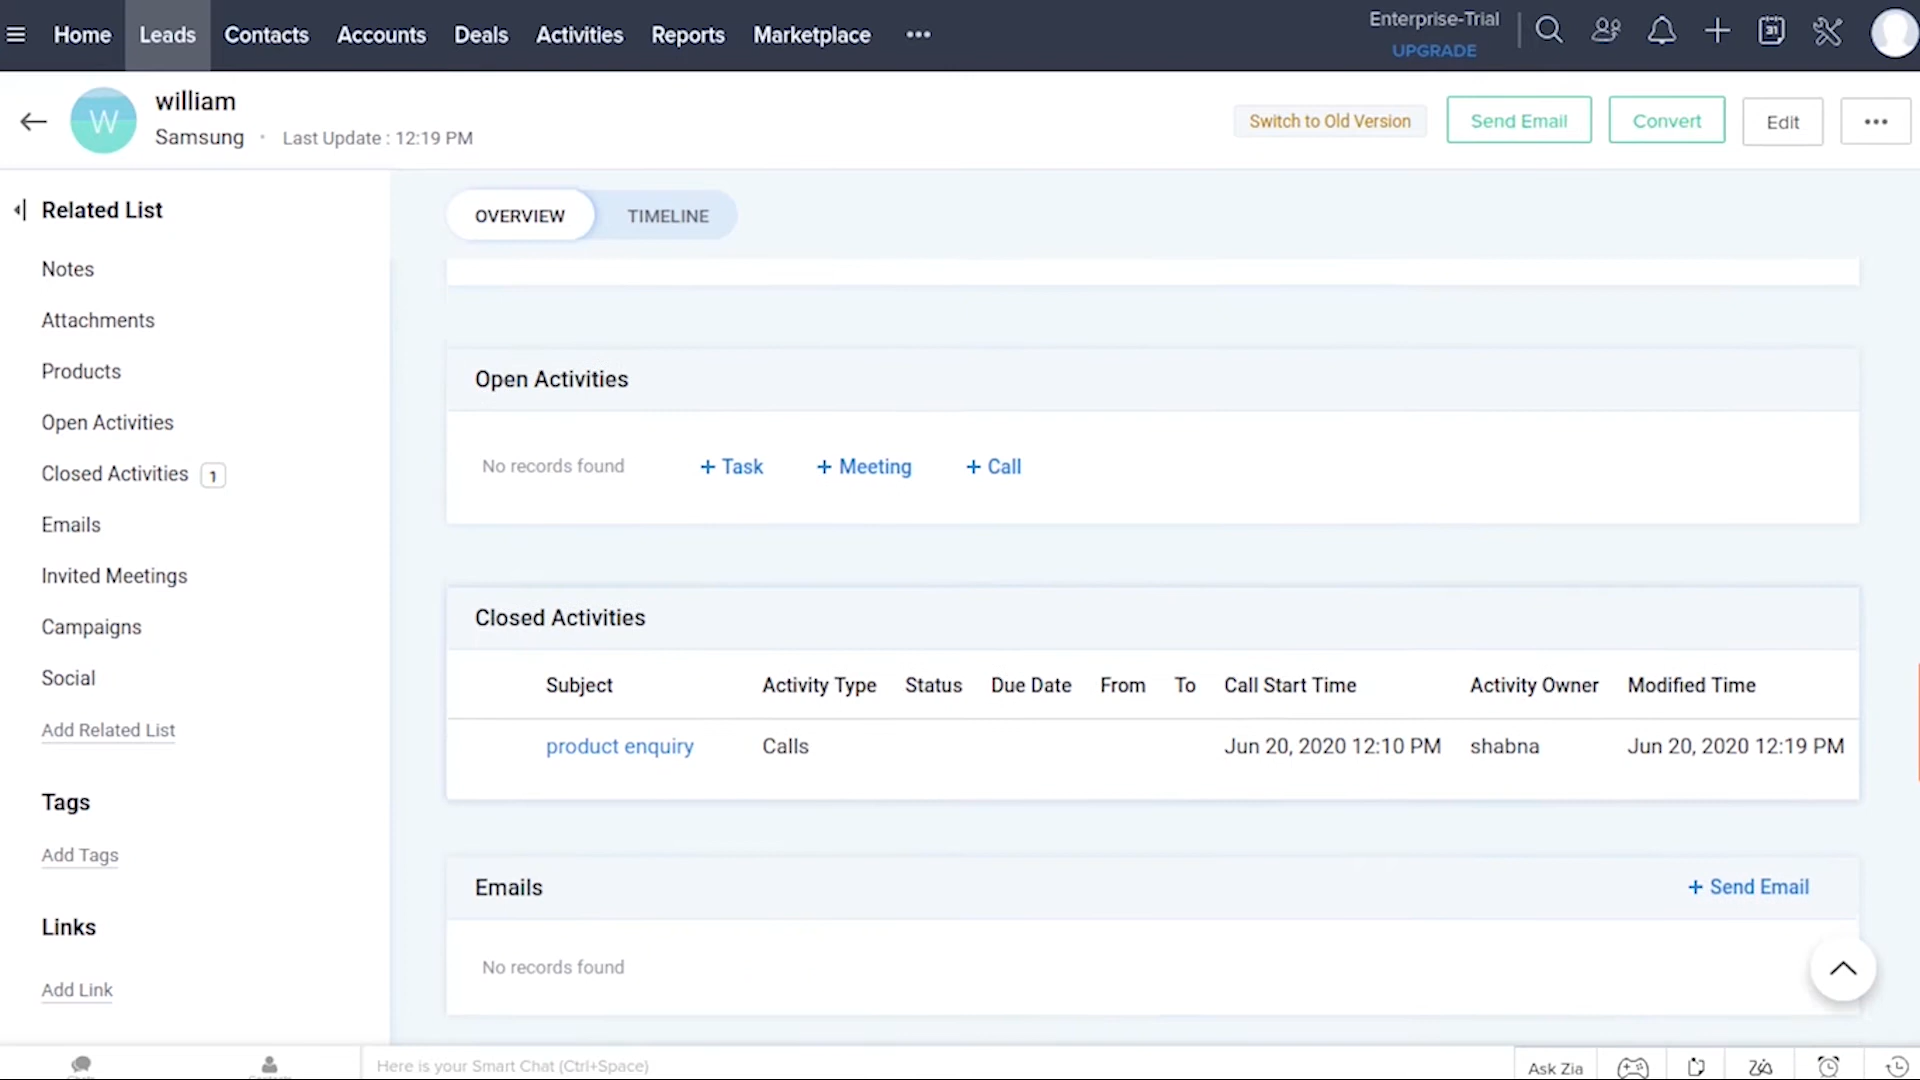 Home Leads Contacts Accounts Deals Activities Reports Marketplace ••• Enterprise-Trial
UPGRADE
31
W
william
Samsung • Last Update : 12:19 PM
Switch to Old Version Send Email Convert Edit •••
Related List
Notes
Attachments
Products
Open Activities
Closed Activities 1
Emails
Invited Meetings
Campaigns
Social
Add Related List
Tags
Add Tags
Links
Add Link
OVERVIEW TIMELINE
Open Activities
No records found + Task + Meeting + Call
Closed Activities
Subject Activity Type Status Due Date From To Call Start Time Activity Owner Modified Time
product enquiry Calls Jun 20, 2020 12:10 PM shabna Jun 20, 2020 12:19 PM
Emails + Send Email
No records found
Here is your Smart Chat (Ctrl+Space) Ask Zia